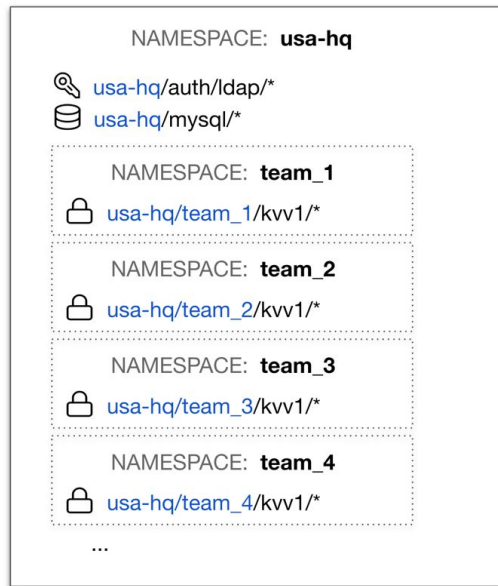 NAMESPACE: usa-hq
usa-hq/auth/ldap/*
usa-hq/mysql/*
NAMESPACE: team_1
usa-hq/team_1/kvv1/*
NAMESPACE: team_2
usa-hq/team_2/kvv1/*
NAMESPACE: team_3
usa-hq/team_3/kvv1/*
NAMESPACE: team_4
usa-hq/team_4/kvv1/*
...